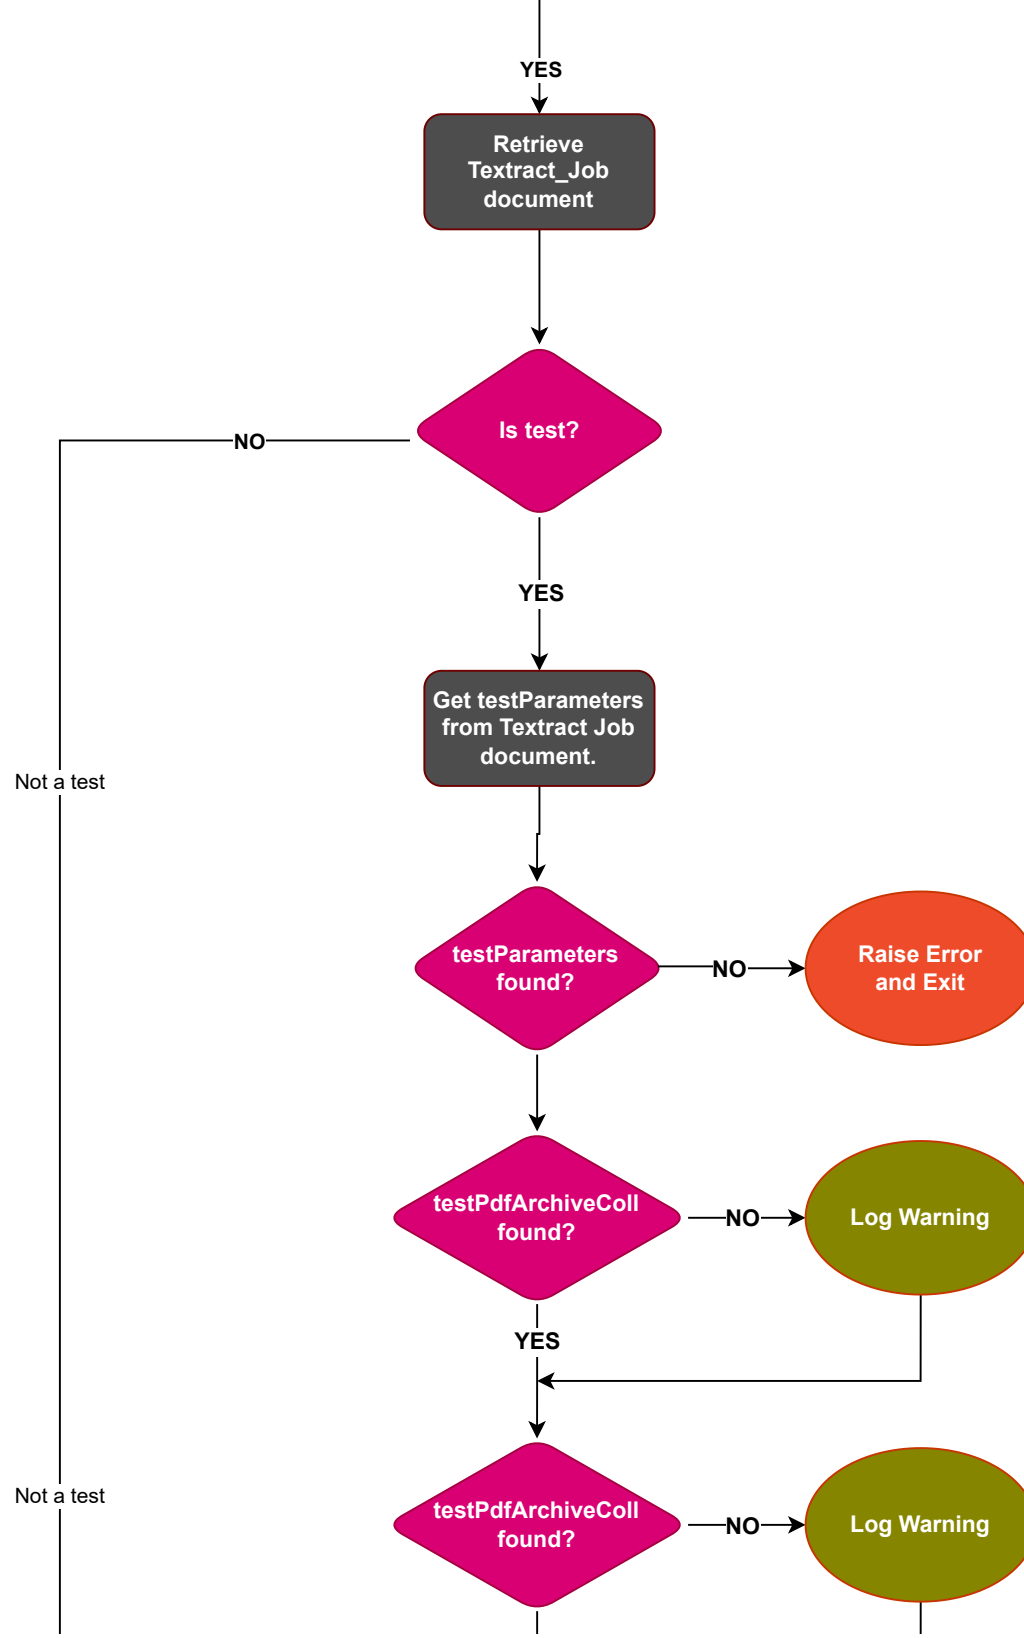 YES
Retrieve
Textract_Job
document
Is test?
NO
YES
Get testParameters
from Textract Job
document.
Not a test
testParameters
found?
NO
Raise Error
and Exit
testPdfArchiveColl
found?
NO
Log Warning
YES
Not a test
testPdfArchiveColl
found?
NO
Log Warning